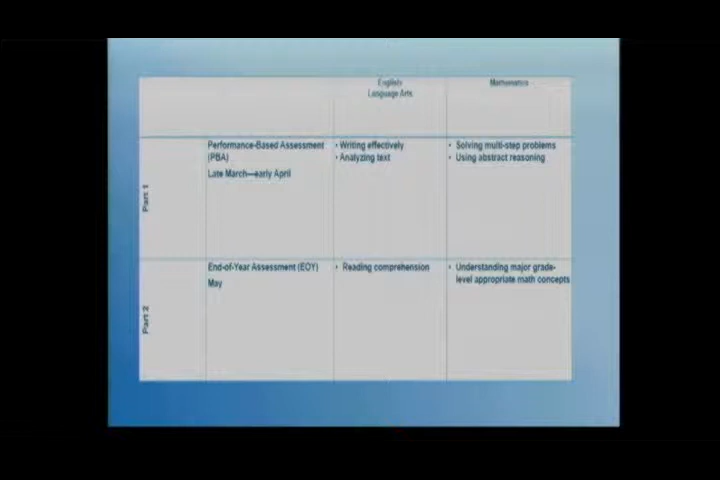 English
Language Arts
Mathematics
Part 1
Performance-Based Assessment
(PBA)
Late March—early April
• Writing effectively
• Analyzing text
• Solving multi-step problems
• Using abstract reasoning
Part 2
End-of-Year Assessment (EOY)
May
• Reading comprehension
• Understanding major grade-
level appropriate math concepts